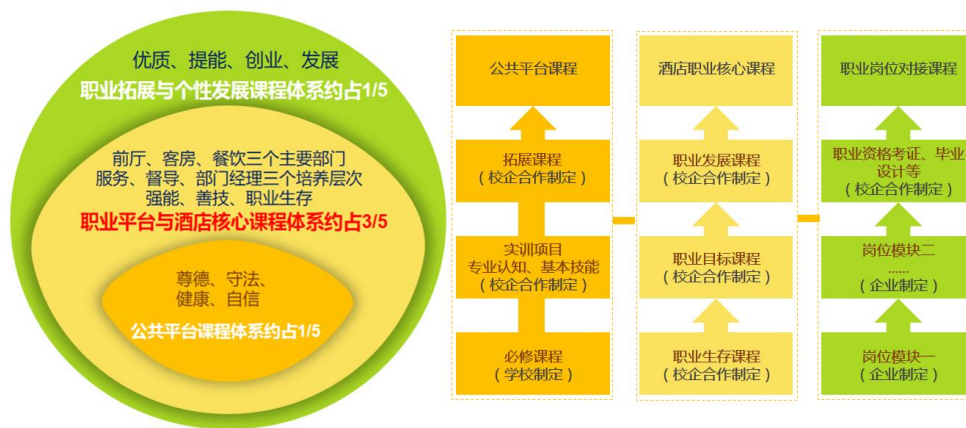 优质、提能、创业、发展
职业拓展与个性发展课程体系约占1/5
前厅、客房、餐饮三个主要部门
服务、督导、部门经理三个培养层次
强能、善技、职业生存
职业平台与酒店核心课程体系约占3/5
尊德、守法、
健康、自信
公共平台课程体系约占1/5
公共平台课程
拓展课程
（校企合作制定）
实训项目
专业认知、基本技能
（校企合作制定）
必修课程
（学校制定）
酒店职业核心课程
职业发展课程
（校企合作制定）
职业目标课程
（校企合作制定）
职业生存课程
（校企合作制定）
职业岗位对接课程
职业资格考证、毕业
设计等
（校企合作制定）
岗位模块二
……
（企业制定）
岗位模块一
（企业制定）